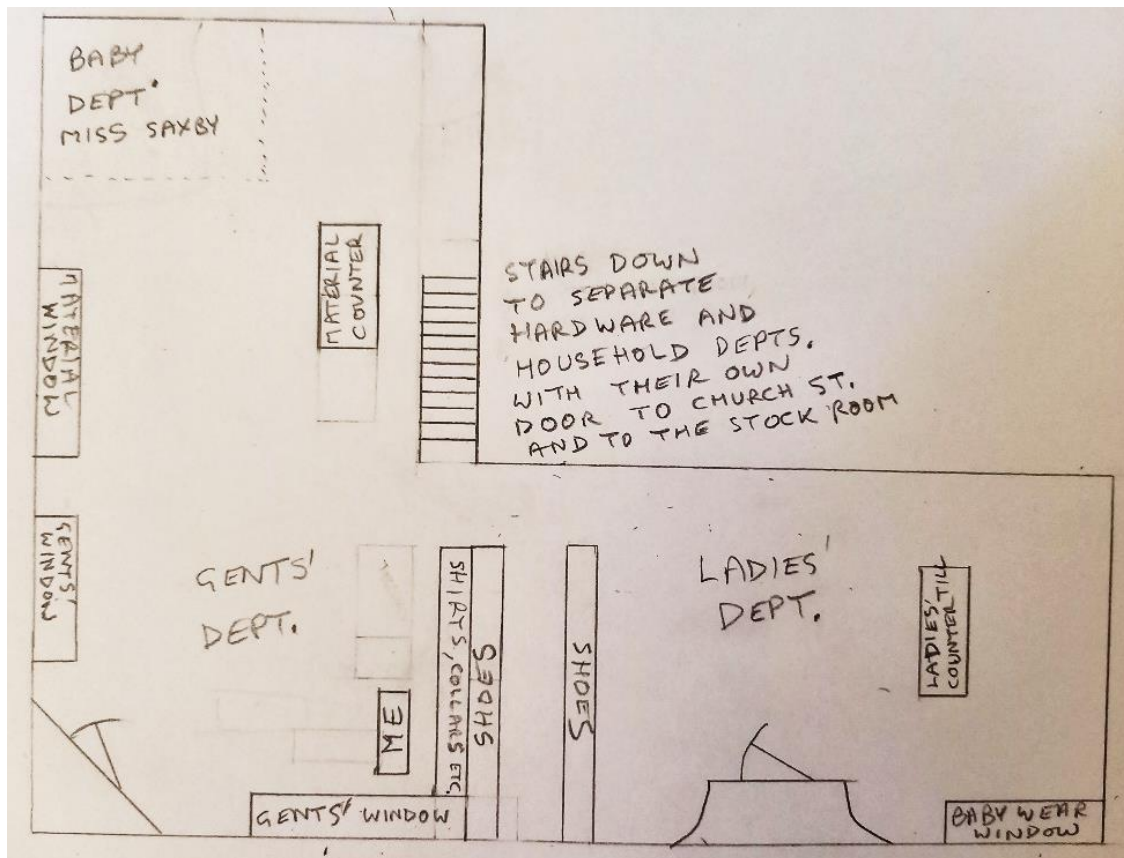 BABY
DEPT.
MISS SAXBY
MATERIAL
COUNTER
MATERIAL
WINDOW
STAIRS DOWN
TO SEPARATE
HARDWARE AND
HOUSEHOLD DEPTS.
WITH THEIR OWN
DOOR TO CHURCH ST.
AND TO THE STOCK ROOM
GENTS'
WINDOW
GENTS'
DEPT.
SHIRTS, COLLARS ETC.
SHOES
SHOES
LADIES'
DEPT.
LADIES'
COUNTER TILL
ME
GENTS' WINDOW
BABY WEAR
WINDOW